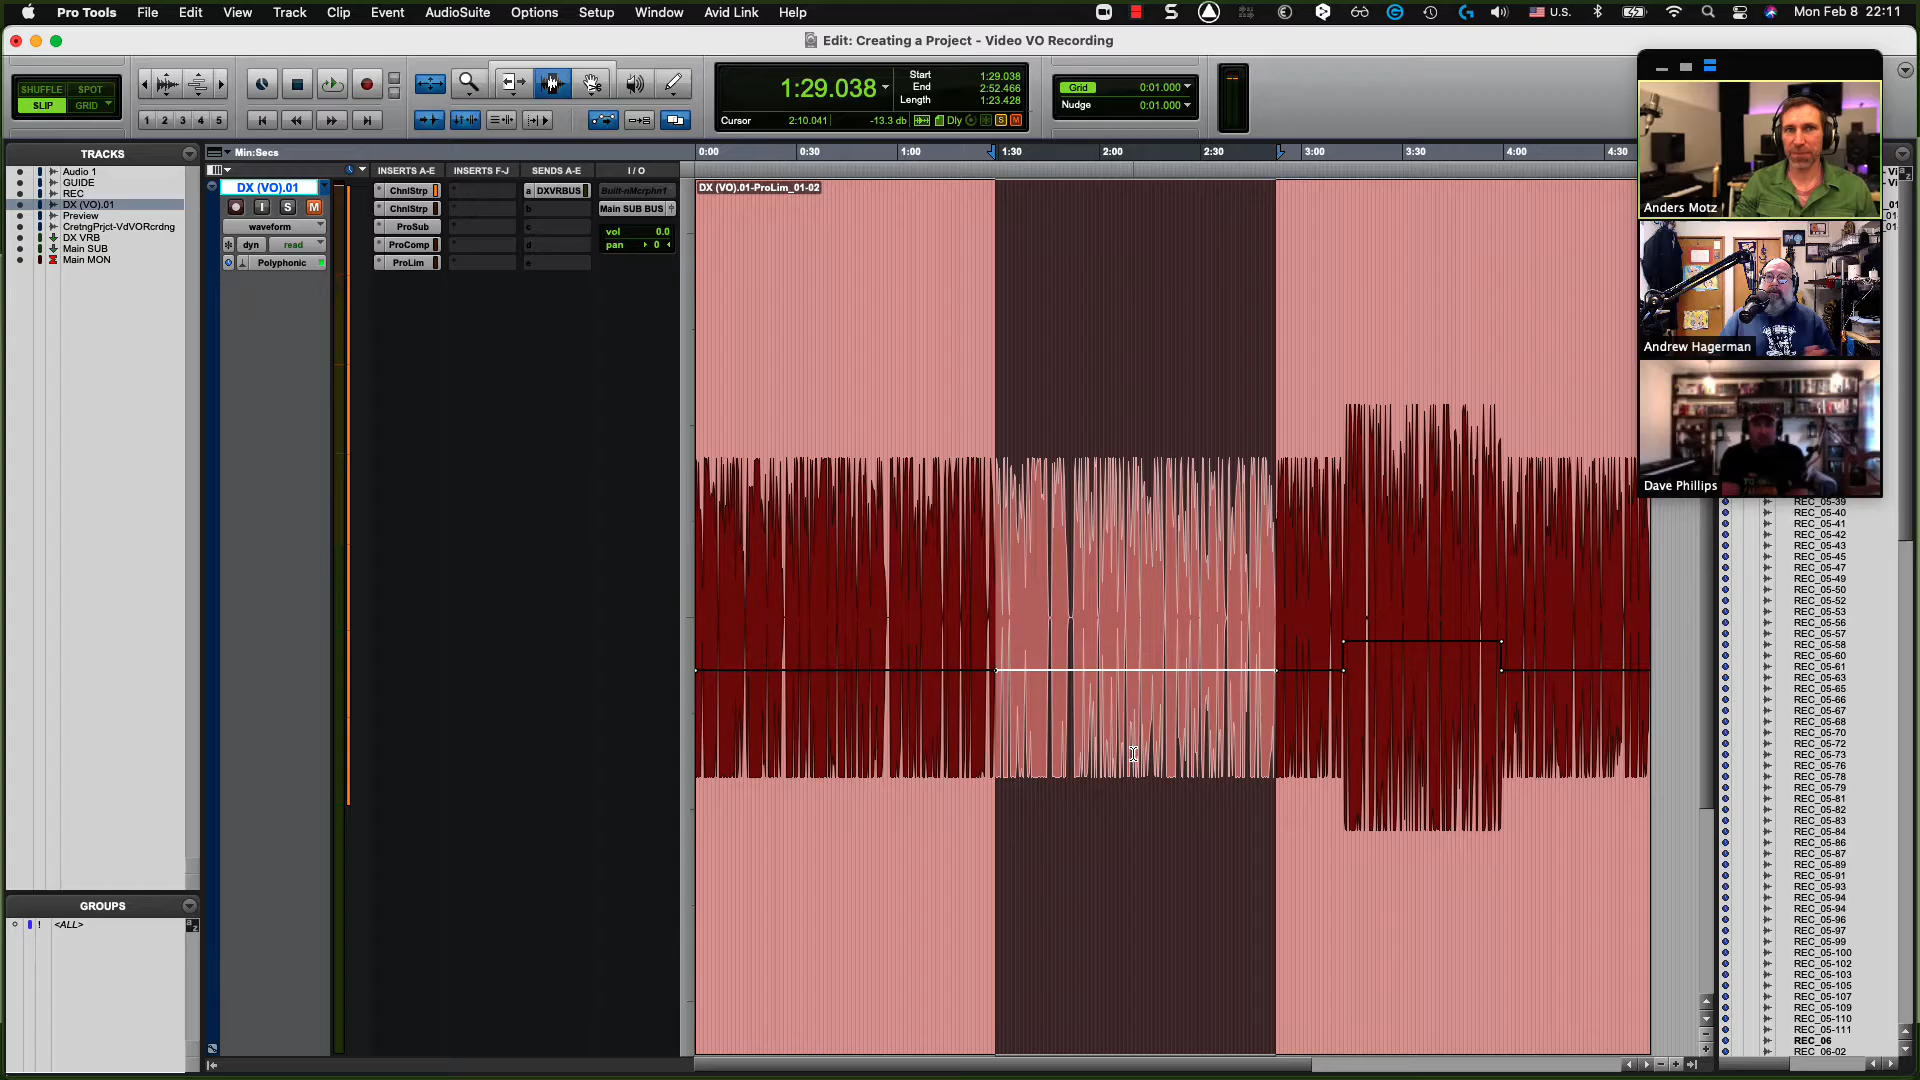 Pro Tools File Edit View Track Clip Event AudioSuite Options Setup Window Avid Link Help U.S. Mon Feb 8 22:11
Edit: Creating a Project - Video VO Recording
SHUFFLE SPOT
SLIP GRID
1 2 3 4 5
1:29.038
Start 1:29.038
End 2:52.466
Length 1:23.428
Cursor 2:10.041 -13.3 db Dly S M
Grid 0:01.000
Nudge 0:01.000
TRACKS
Audio 1
GUIDE
REC
DX (VO).01
Preview
CretngPrjct-VdVORcrdng
DX VRB
Main SUB
Main MON
GROUPS
! <ALL>
Min:Secs
0:00 0:30 1:00 1:30 2:00 2:30 3:00 3:30 4:00 4:30
INSERTS A-E INSERTS F-J SENDS A-E I / O
DX (VO).01
I S M
waveform
dyn read
Polyphonic
ChnlStrp
ChnlStrp
ProSub
ProComp
ProLim
a DXVRBUS
b
c
d
e
Built-nMcrphn1
Main SUB BUS
vol 0.0
pan 0
DX (VO).01-ProLim_01-02
Anders Motz
Andrew Hagerman
Dave Phillips
REC_05-39
REC_05-40
REC_05-41
REC_05-42
REC_05-43
REC_05-45
REC_05-47
REC_05-49
REC_05-50
REC_05-52
REC_05-53
REC_05-56
REC_05-57
REC_05-58
REC_05-60
REC_05-61
REC_05-63
REC_05-65
REC_05-66
REC_05-67
REC_05-68
REC_05-70
REC_05-72
REC_05-73
REC_05-76
REC_05-78
REC_05-79
REC_05-81
REC_05-82
REC_05-83
REC_05-84
REC_05-86
REC_05-87
REC_05-89
REC_05-91
REC_05-93
REC_05-94
REC_05-94
REC_05-96
REC_05-97
REC_05-99
REC_05-100
REC_05-102
REC_05-103
REC_05-105
REC_05-107
REC_05-109
REC_05-110
REC_05-111
REC_06
REC_06-02